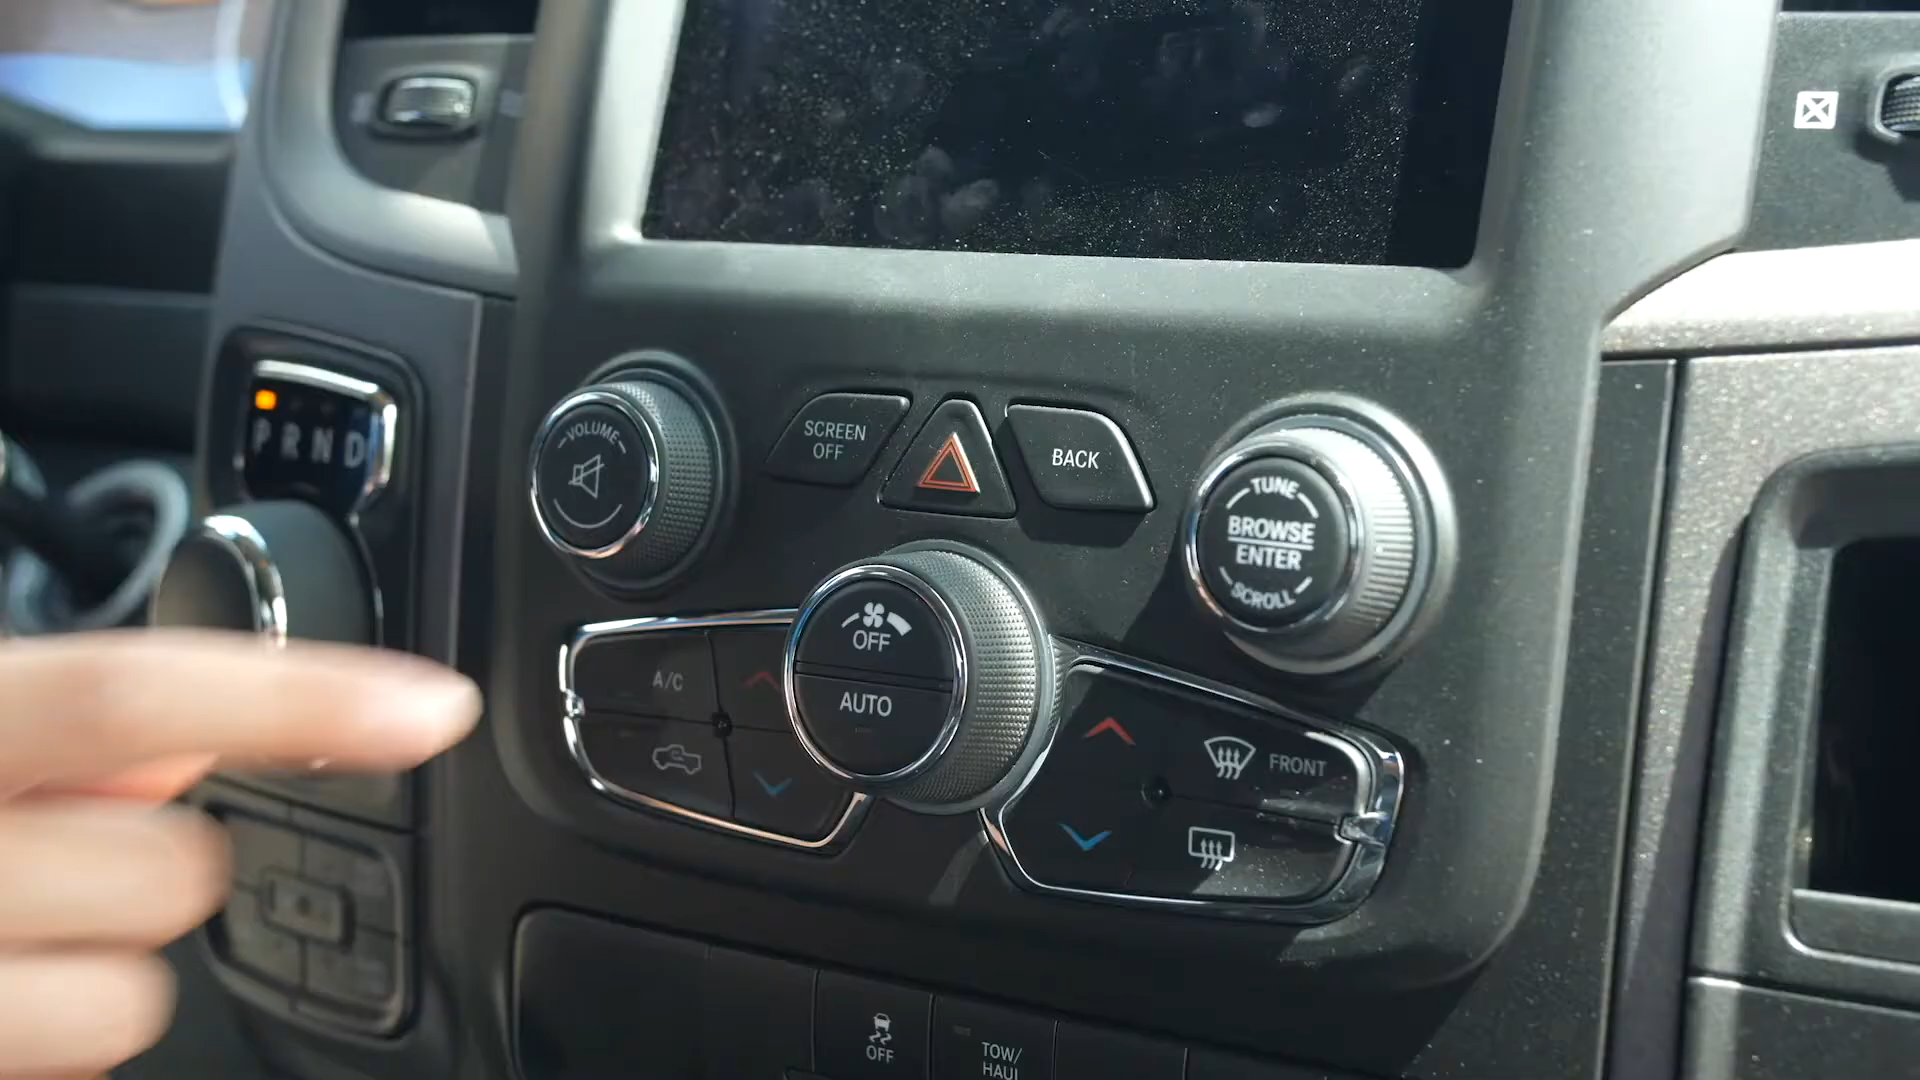 P R N D
VOLUME
SCREEN
OFF
BACK
TUNE
BROWSE
ENTER
SCROLL
OFF
AUTO
A/C
FRONT
OFF
TOW/
HAUL